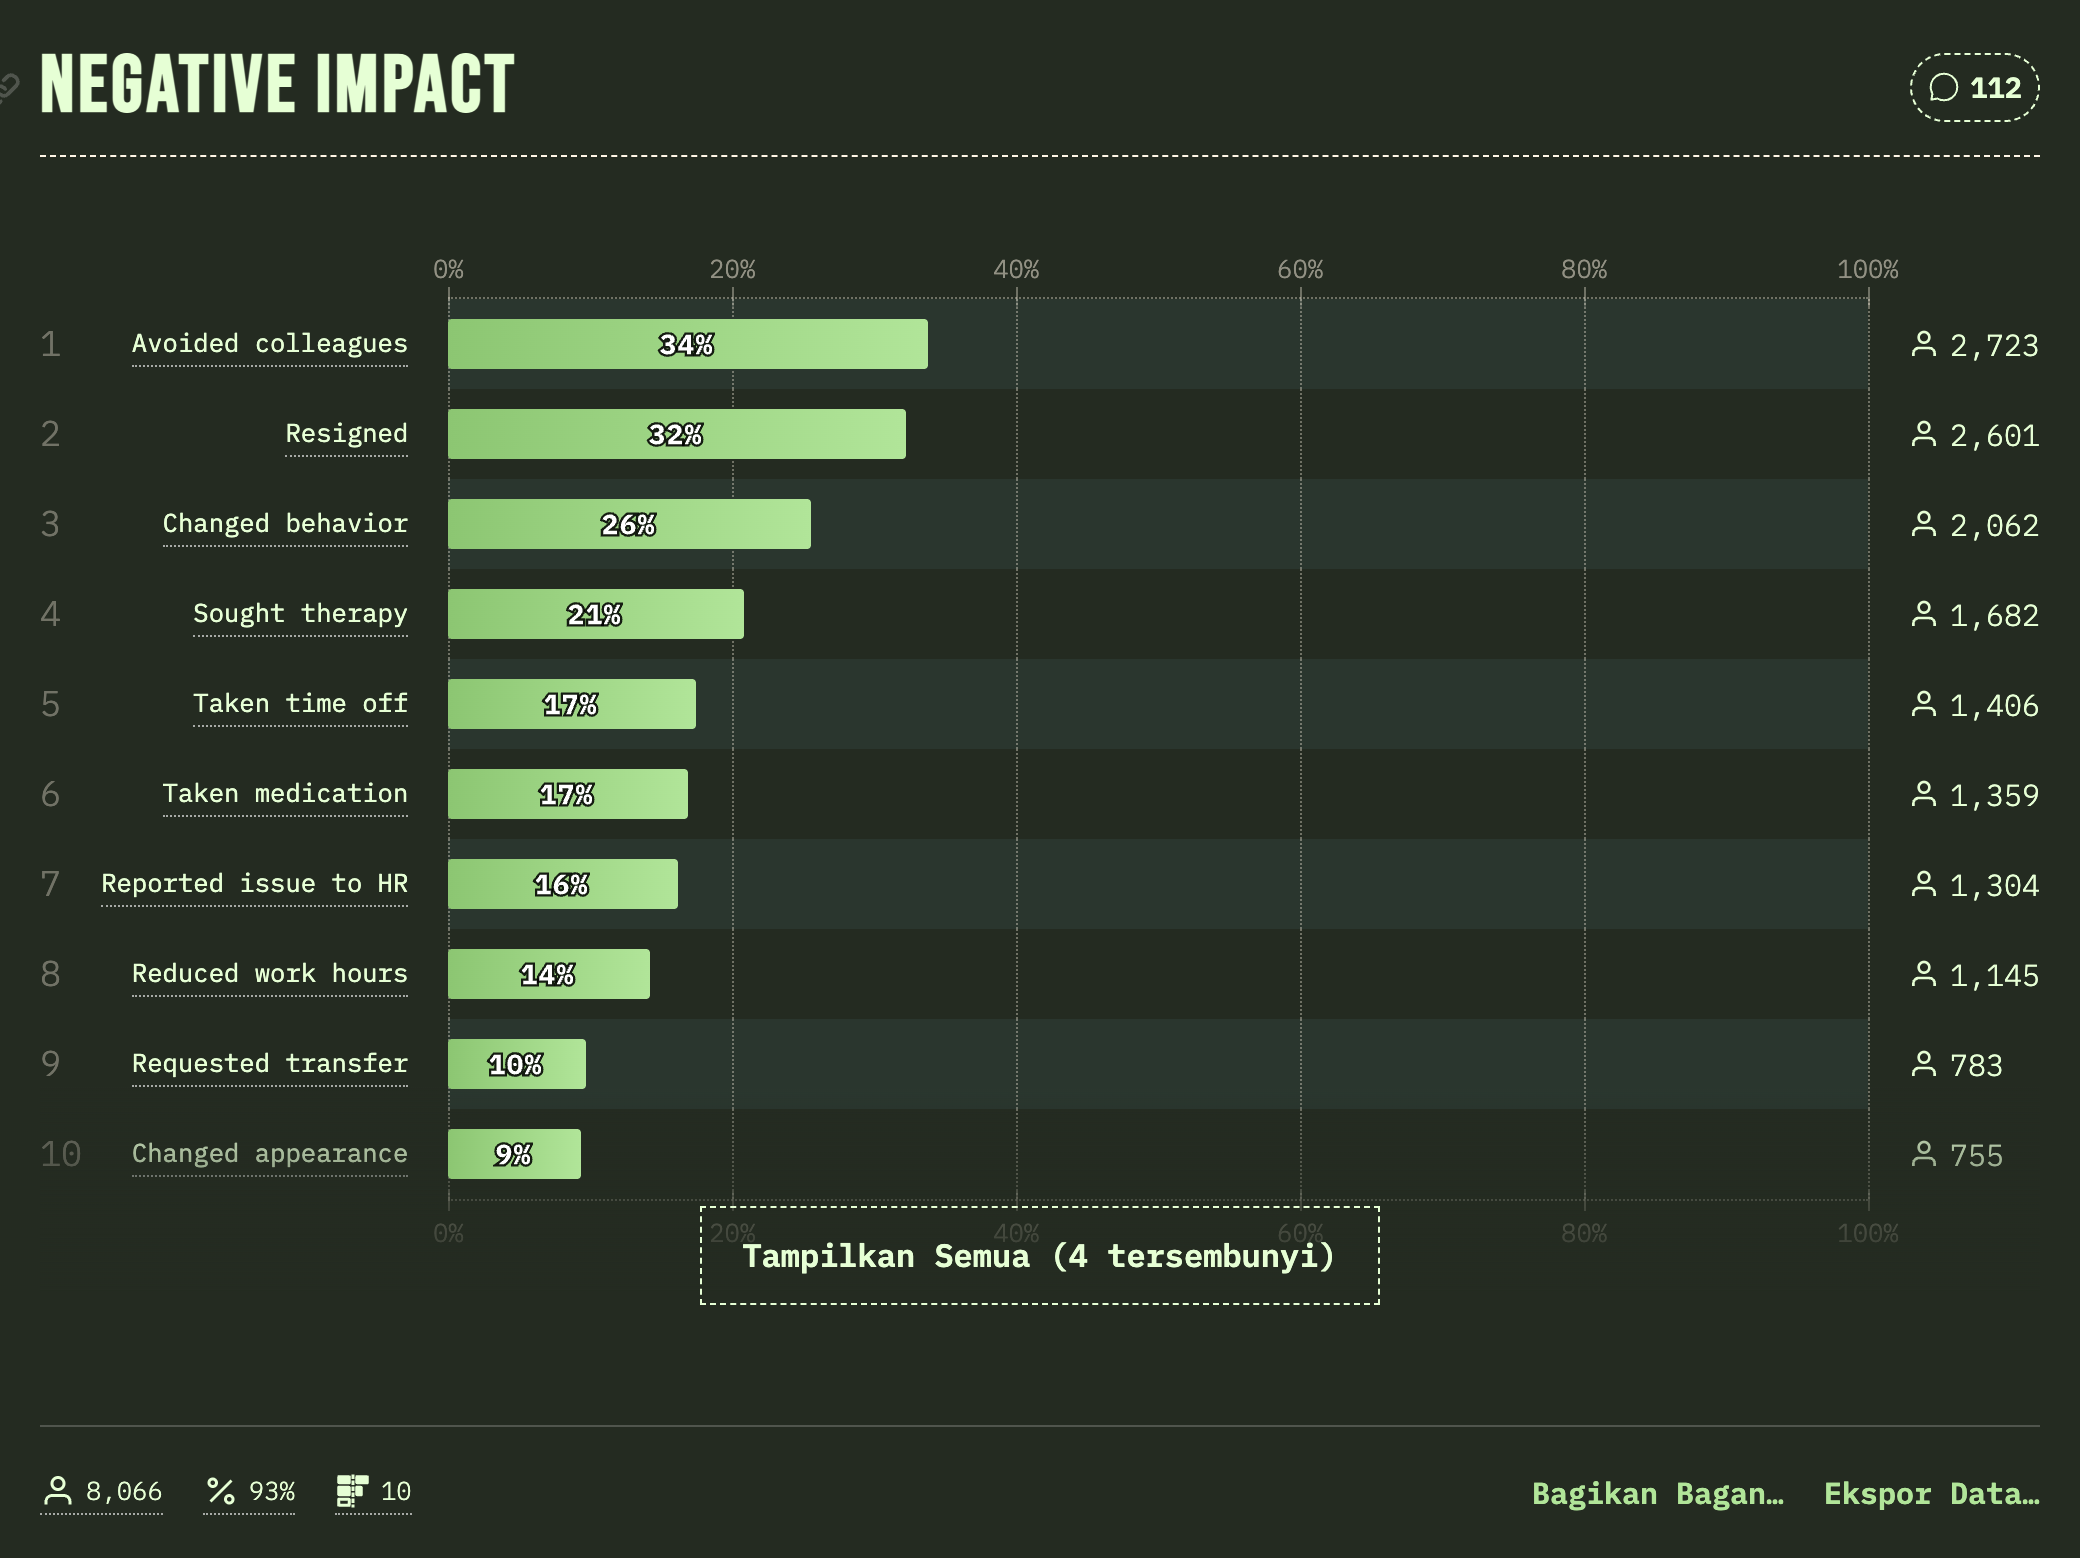 NEGATIVE IMPACT
112
0% 20% 40% 60% 80% 100%
1 Avoided colleagues 34% 2,723
2 Resigned 32% 2,601
3 Changed behavior 26% 2,062
4 Sought therapy 21% 1,682
5 Taken time off 17% 1,406
6 Taken medication 17% 1,359
7 Reported issue to HR 16% 1,304
8 Reduced work hours 14% 1,145
9 Requested transfer 10% 783
10 Changed appearance 9% 755
0% 20% 40% 60% 80% 100%
Tampilkan Semua (4 tersembunyi)
8,066 93% 10 Bagikan Bagan… Ekspor Data…